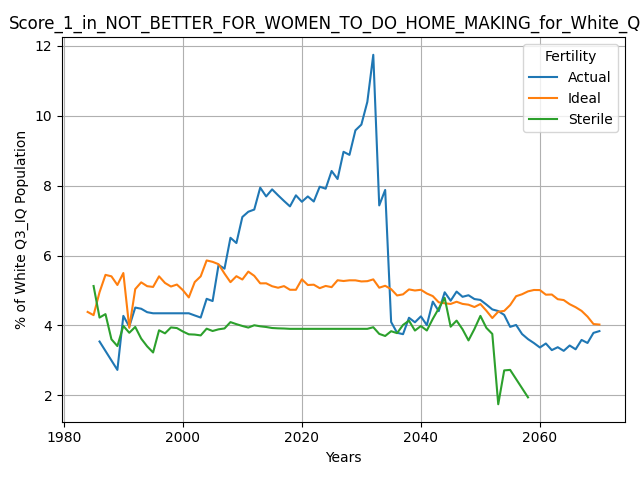 Score_1_in_NOT_BETTER_FOR_WOMEN_TO_DO_HOME_MAKING_for_White_Q
12
10
8
6
4
2
% of White Q3_IQ Population
Fertility
Actual
Ideal
Sterile
1980 2000 2020 2040 2060
Years